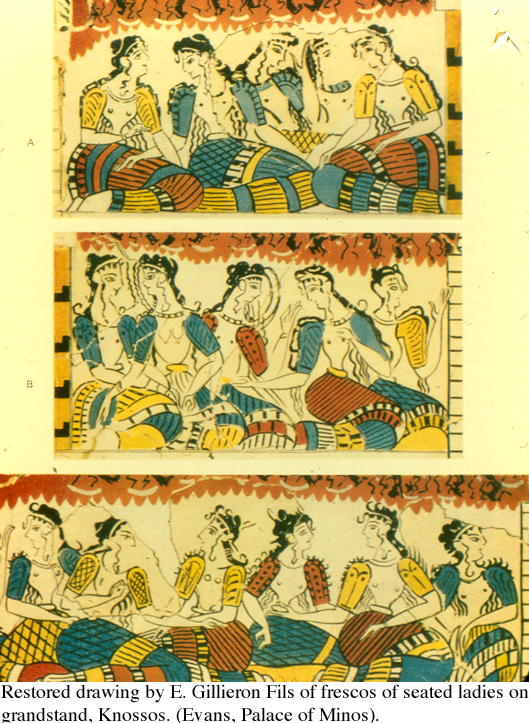 A
B
Restored drawing by E. Gillieron Fils of frescos of seated ladies on
grandstand, Knossos. (Evans, Palace of Minos).